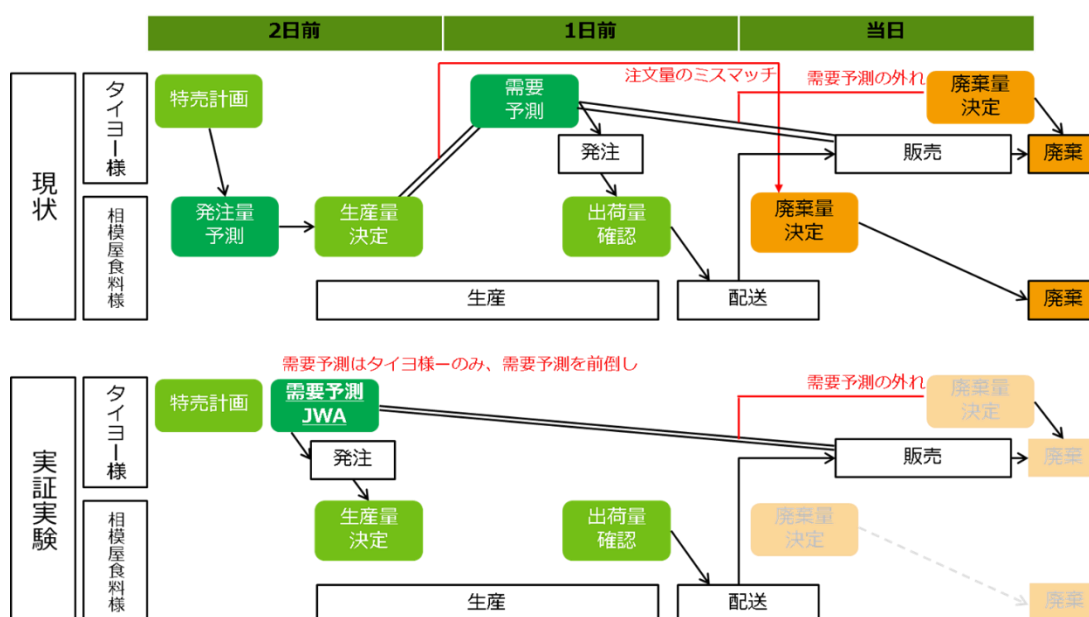 2日前
1日前
当日
現状
タイヨー様
特売計画
需要
予測
注文量のミスマッチ
需要予測の外れ
廃棄量
決定
発注
販売
廃棄
相模屋食料様
発注量
予測
生産量
決定
出荷量
確認
廃棄量
決定
生産
配送
廃棄
需要予測はタイヨ様ーのみ、需要予測を前倒し
実証実験
タイヨー様
特売計画
需要予測
JWA
需要予測の外れ
廃棄量
決定
発注
販売
廃棄
相模屋食料様
生産量
決定
出荷量
確認
廃棄量
決定
生産
配送
廃棄